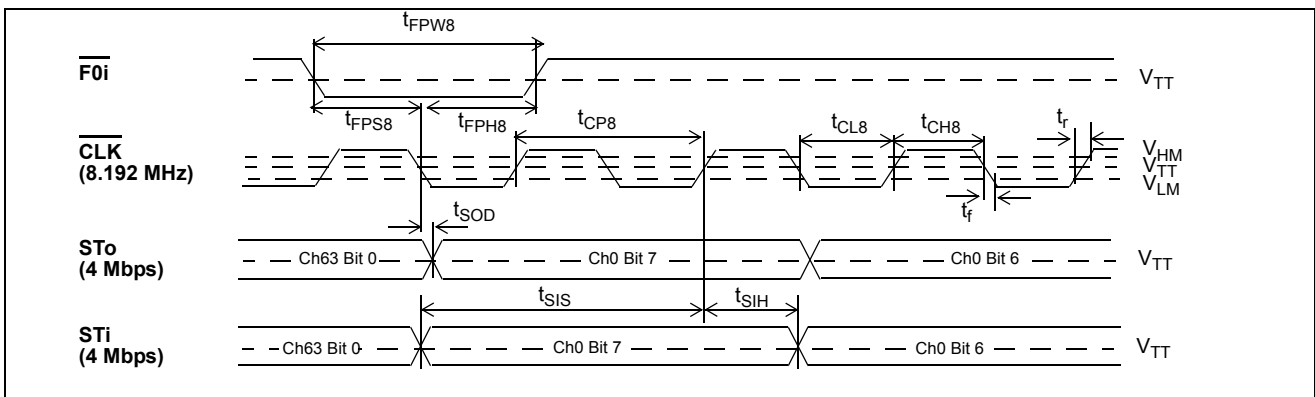 tFPW8
F0i
VTT
tFPS8
tFPH8
tCP8
tCL8
tCH8
tr
CLK
(8.192 MHz)
VHM
VTT
VLM
tf
tSOD
STo
(4 Mbps)
Ch63 Bit 0
Ch0 Bit 7
Ch0 Bit 6
VTT
tSIS
tSIH
STi
(4 Mbps)
Ch63 Bit 0
Ch0 Bit 7
Ch0 Bit 6
VTT